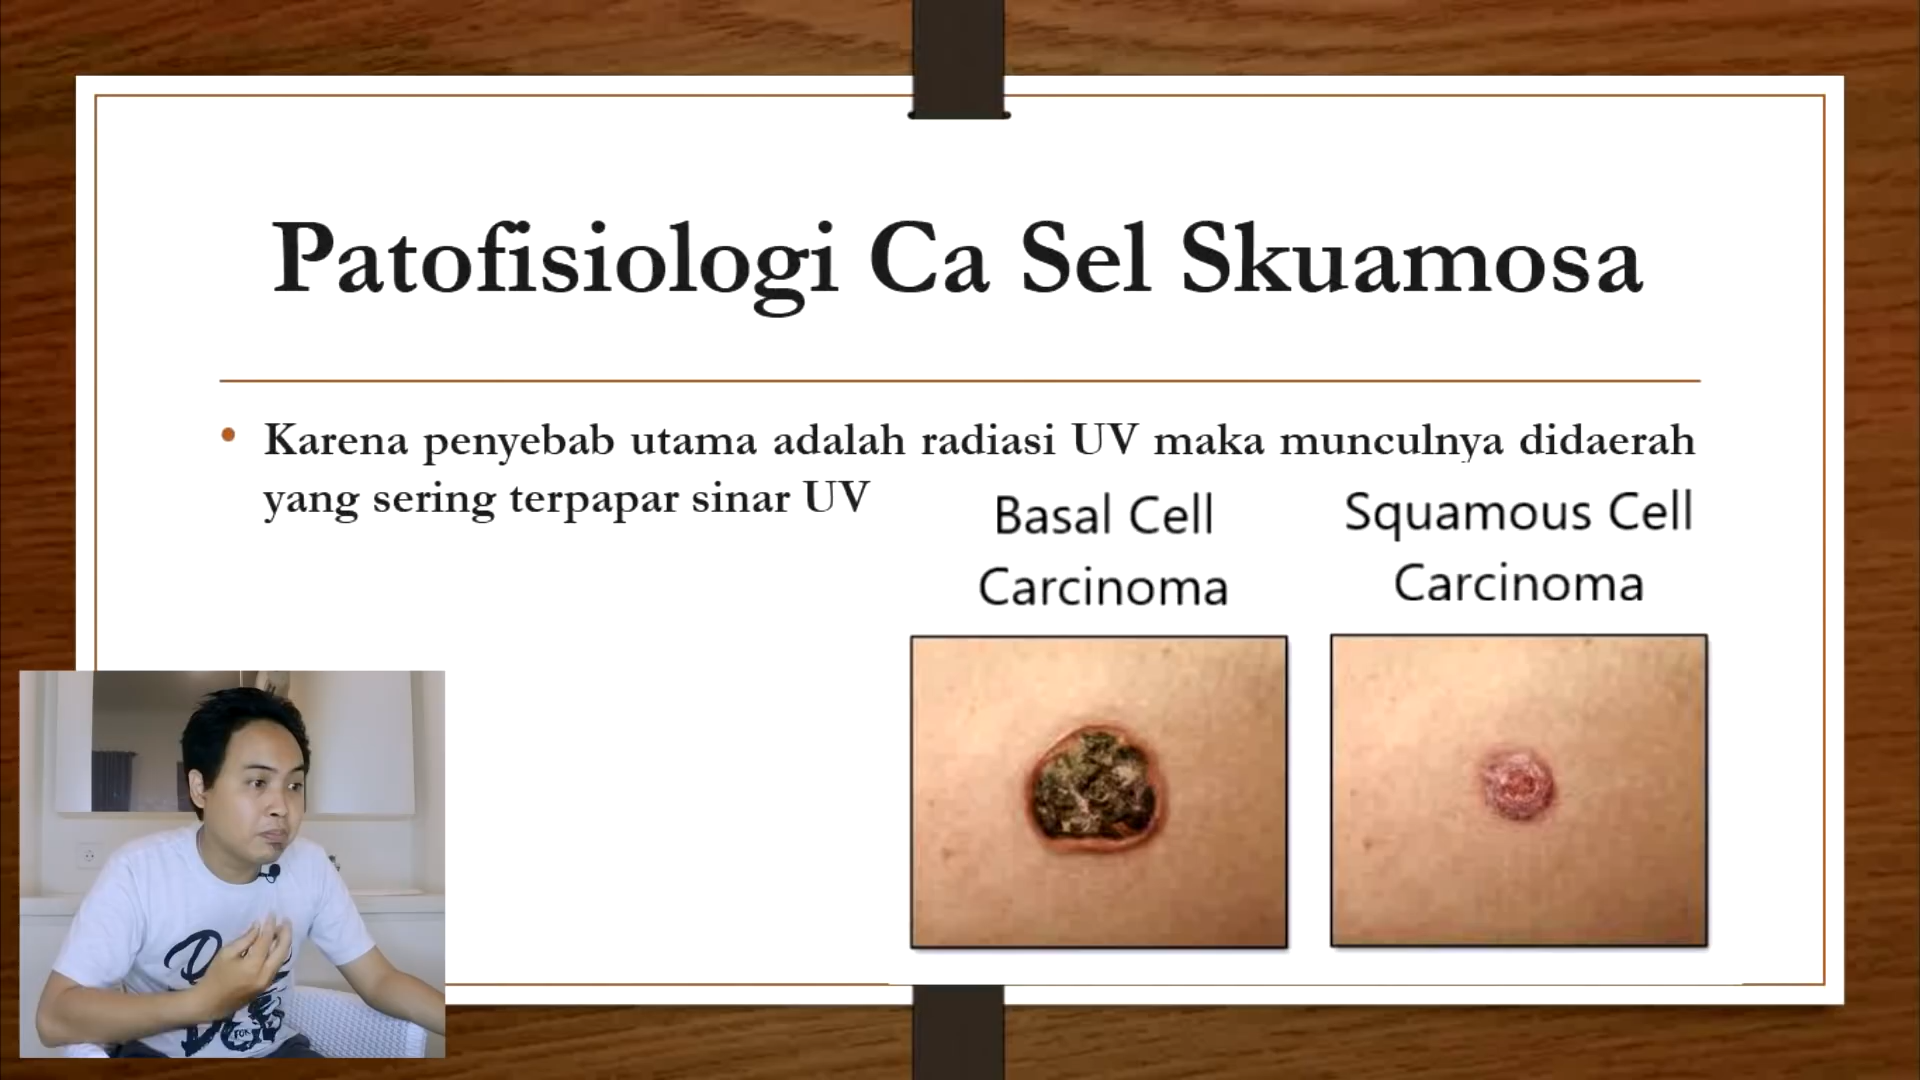 Patofisiologi Ca Sel Skuamosa
Karena penyebab utama adalah radiasi UV maka munculnya didaerah
yang sering terpapar sinar UV
Basal Cell
Carcinoma
Squamous Cell
Carcinoma
FOR